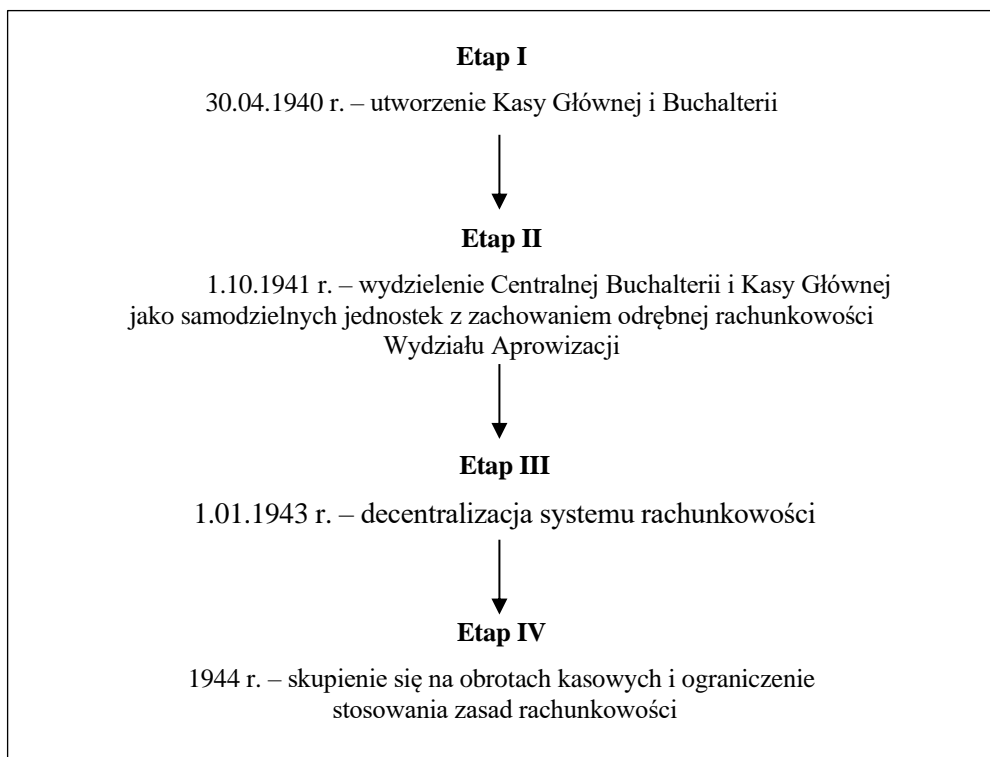 Etap I
30.04.1940 r. – utworzenie Kasy Głównej i Buchalterii
Etap II
1.10.1941 r. – wydzielenie Centralnej Buchalterii i Kasy Głównej
jako samodzielnych jednostek z zachowaniem odrębnej rachunkowości
Wydziału Aprowizacji
Etap III
1.01.1943 r. – decentralizacja systemu rachunkowości
Etap IV
1944 r. – skupienie się na obrotach kasowych i ograniczenie
stosowania zasad rachunkowości